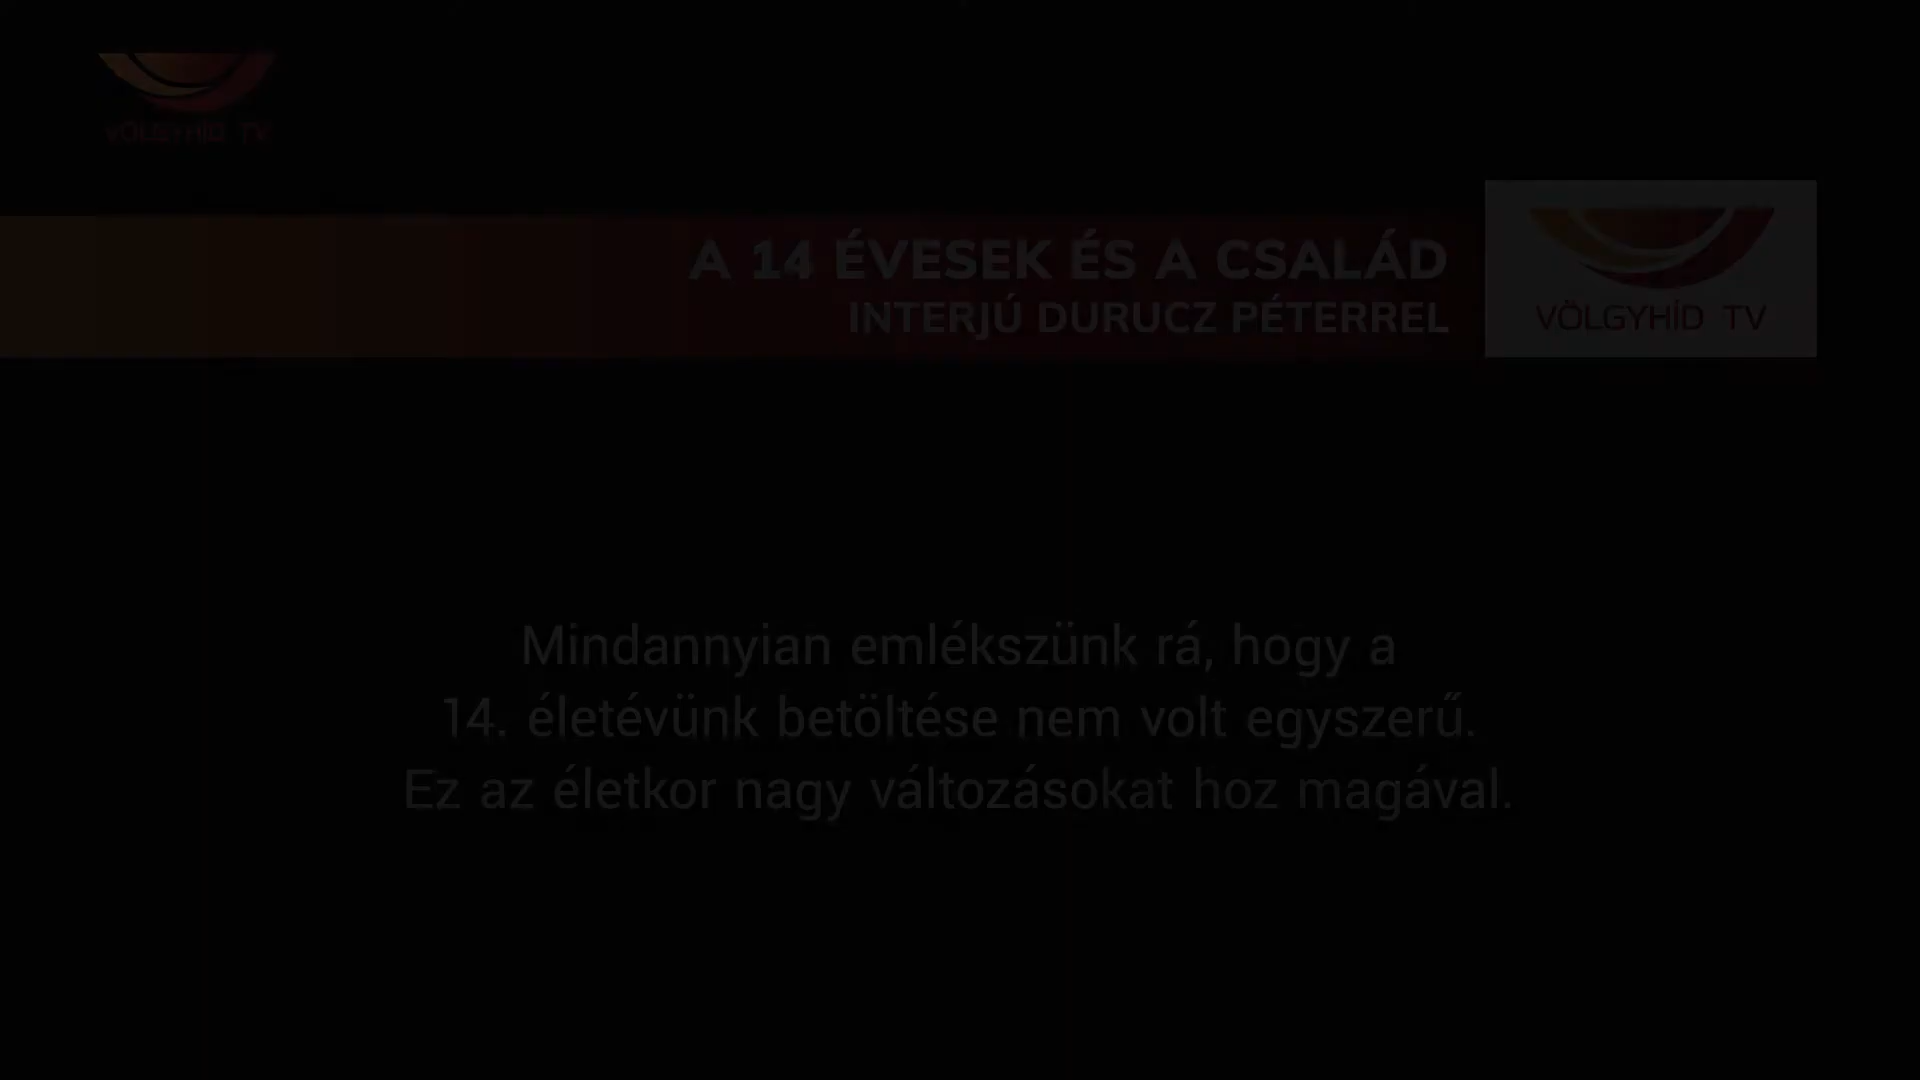 VÖLGYHÍD TV
A 14 ÉVESEK ÉS A CSALÁD
INTERJÚ DURUCZ PÉTERREL
VÖLGYHÍD TV
Mindannyian emlékszünk rá, hogy a
14. életévünk betöltése nem volt egyszerű.
Ez az életkor nagy változásokat hoz magával.